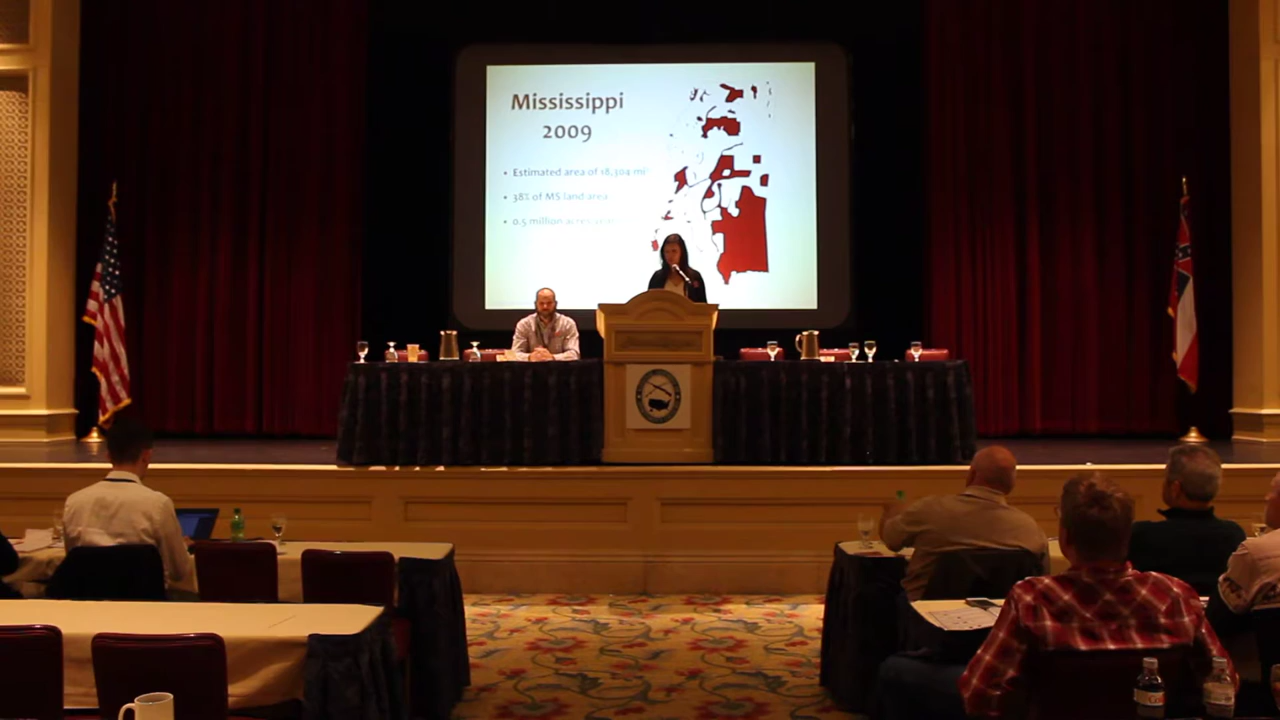 Mississippi
2009
• Estimated area of 18,304 mi²
• 38% of MS land area
• 0.5 million acres